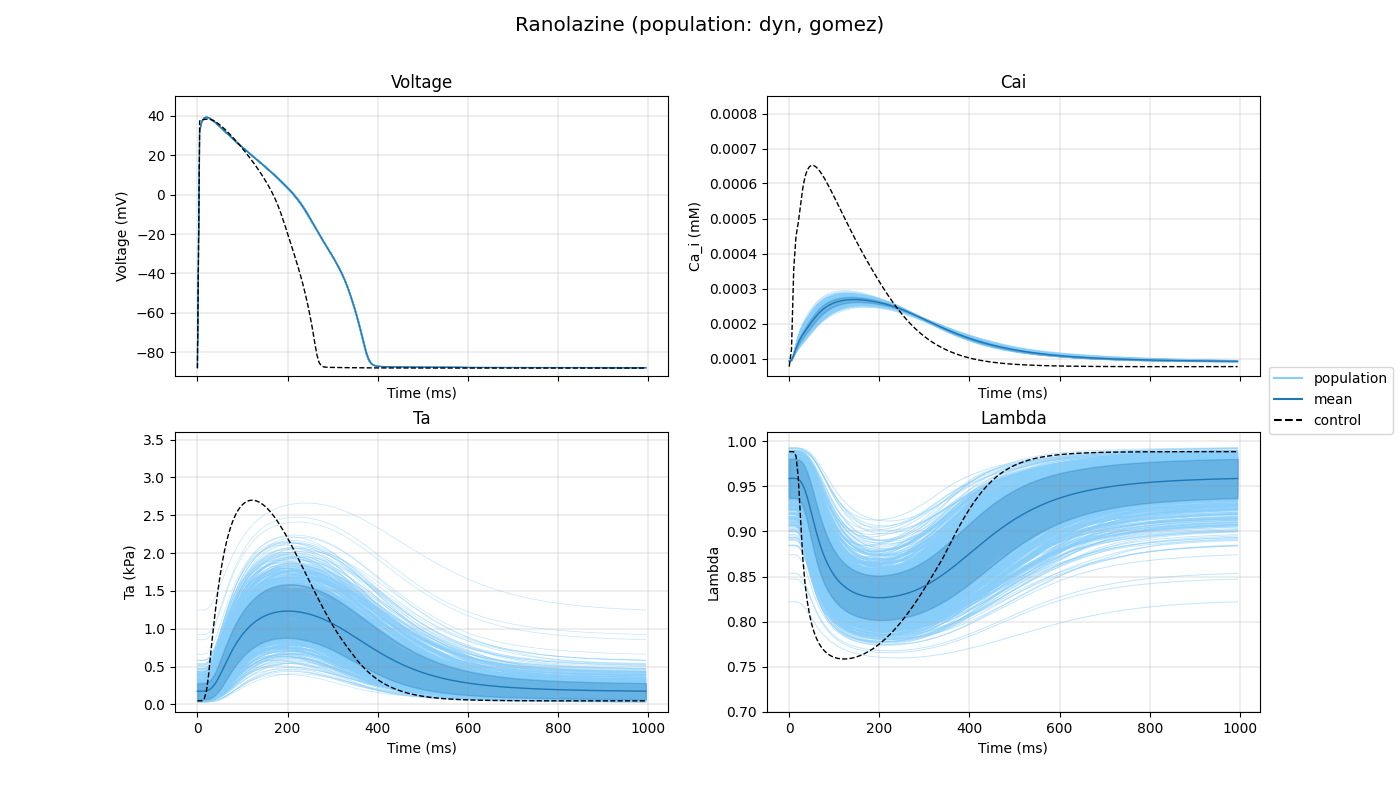 Ranolazine (population: dyn, gomez)
Voltage
Voltage (mV)
40
20
0
−20
−40
−60
−80
Time (ms)
Cai
Ca_i (mM)
0.0008
0.0007
0.0006
0.0005
0.0004
0.0003
0.0002
0.0001
Time (ms)
population
mean
control
Ta
Ta (kPa)
3.5
3.0
2.5
2.0
1.5
1.0
0.5
0.0
0 200 400 600 800 1000
Time (ms)
Lambda
Lambda
1.00
0.95
0.90
0.85
0.80
0.75
0.70
0 200 400 600 800 1000
Time (ms)